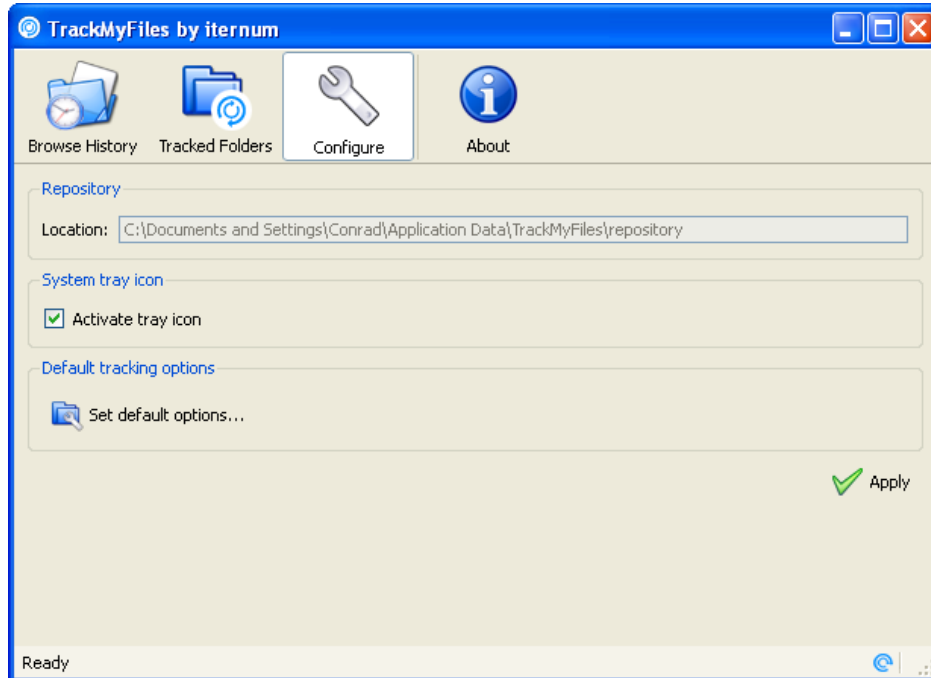 TrackMyFiles by iternum
Browse History Tracked Folders Configure About
Repository
Location: C:\Documents and Settings\Conrad\Application Data\TrackMyFiles\repository
System tray icon
Activate tray icon
Default tracking options
Set default options...
Apply
Ready